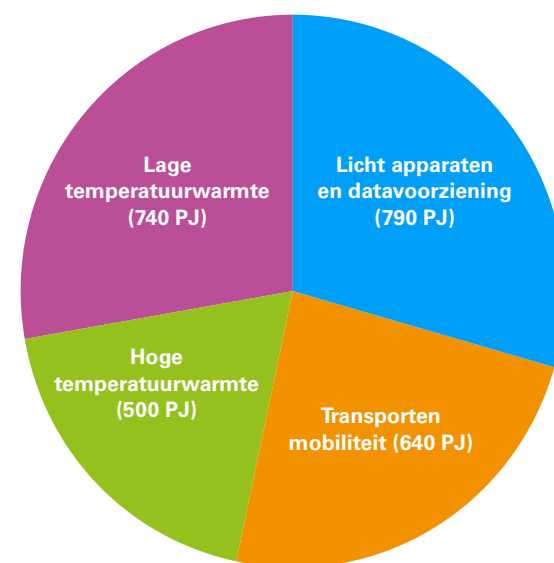 Lage
temperatuurwarmte
(740 PJ)
Licht apparaten
en datavoorziening
(790 PJ)
Hoge
temperatuurwarmte
(500 PJ)
Transporten
mobiliteit (640 PJ)